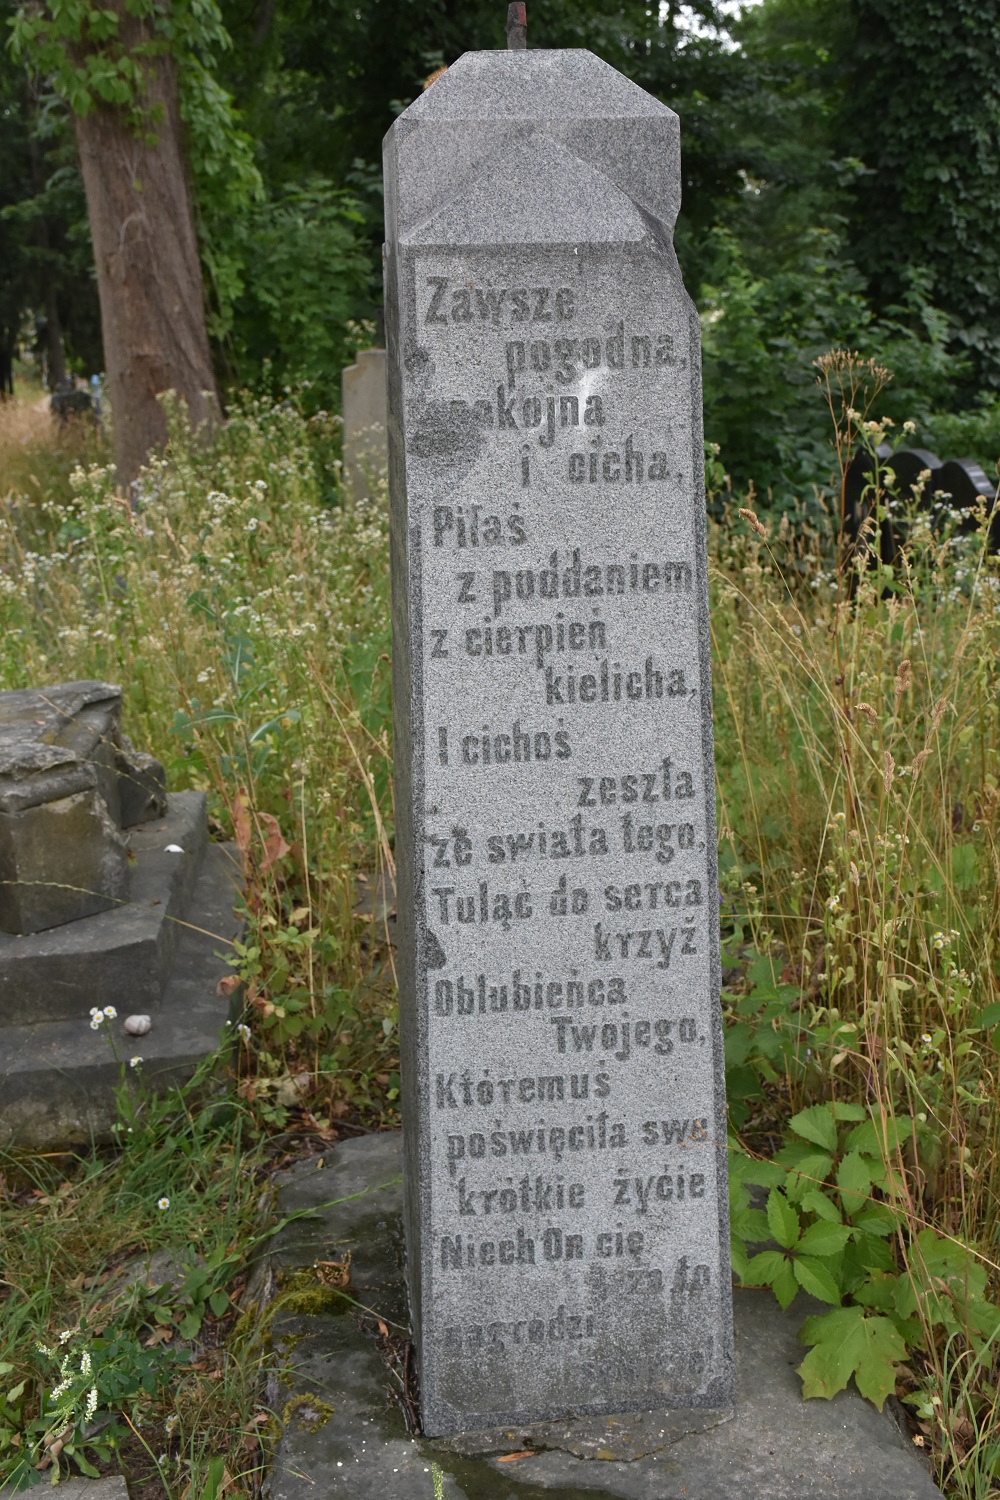 Zawsze
pogodna,
spokojna
i cicha.
Piłaś
z poddaniem
z cierpień
kielicha,
I cichoś
zeszła
ze świata tego,
Tuląc do serca
krzyż
Oblubieńca
Twojego,
Któremuś
poświęciła swe
krótkie życie
Niech On cię
za to
nagrodzi